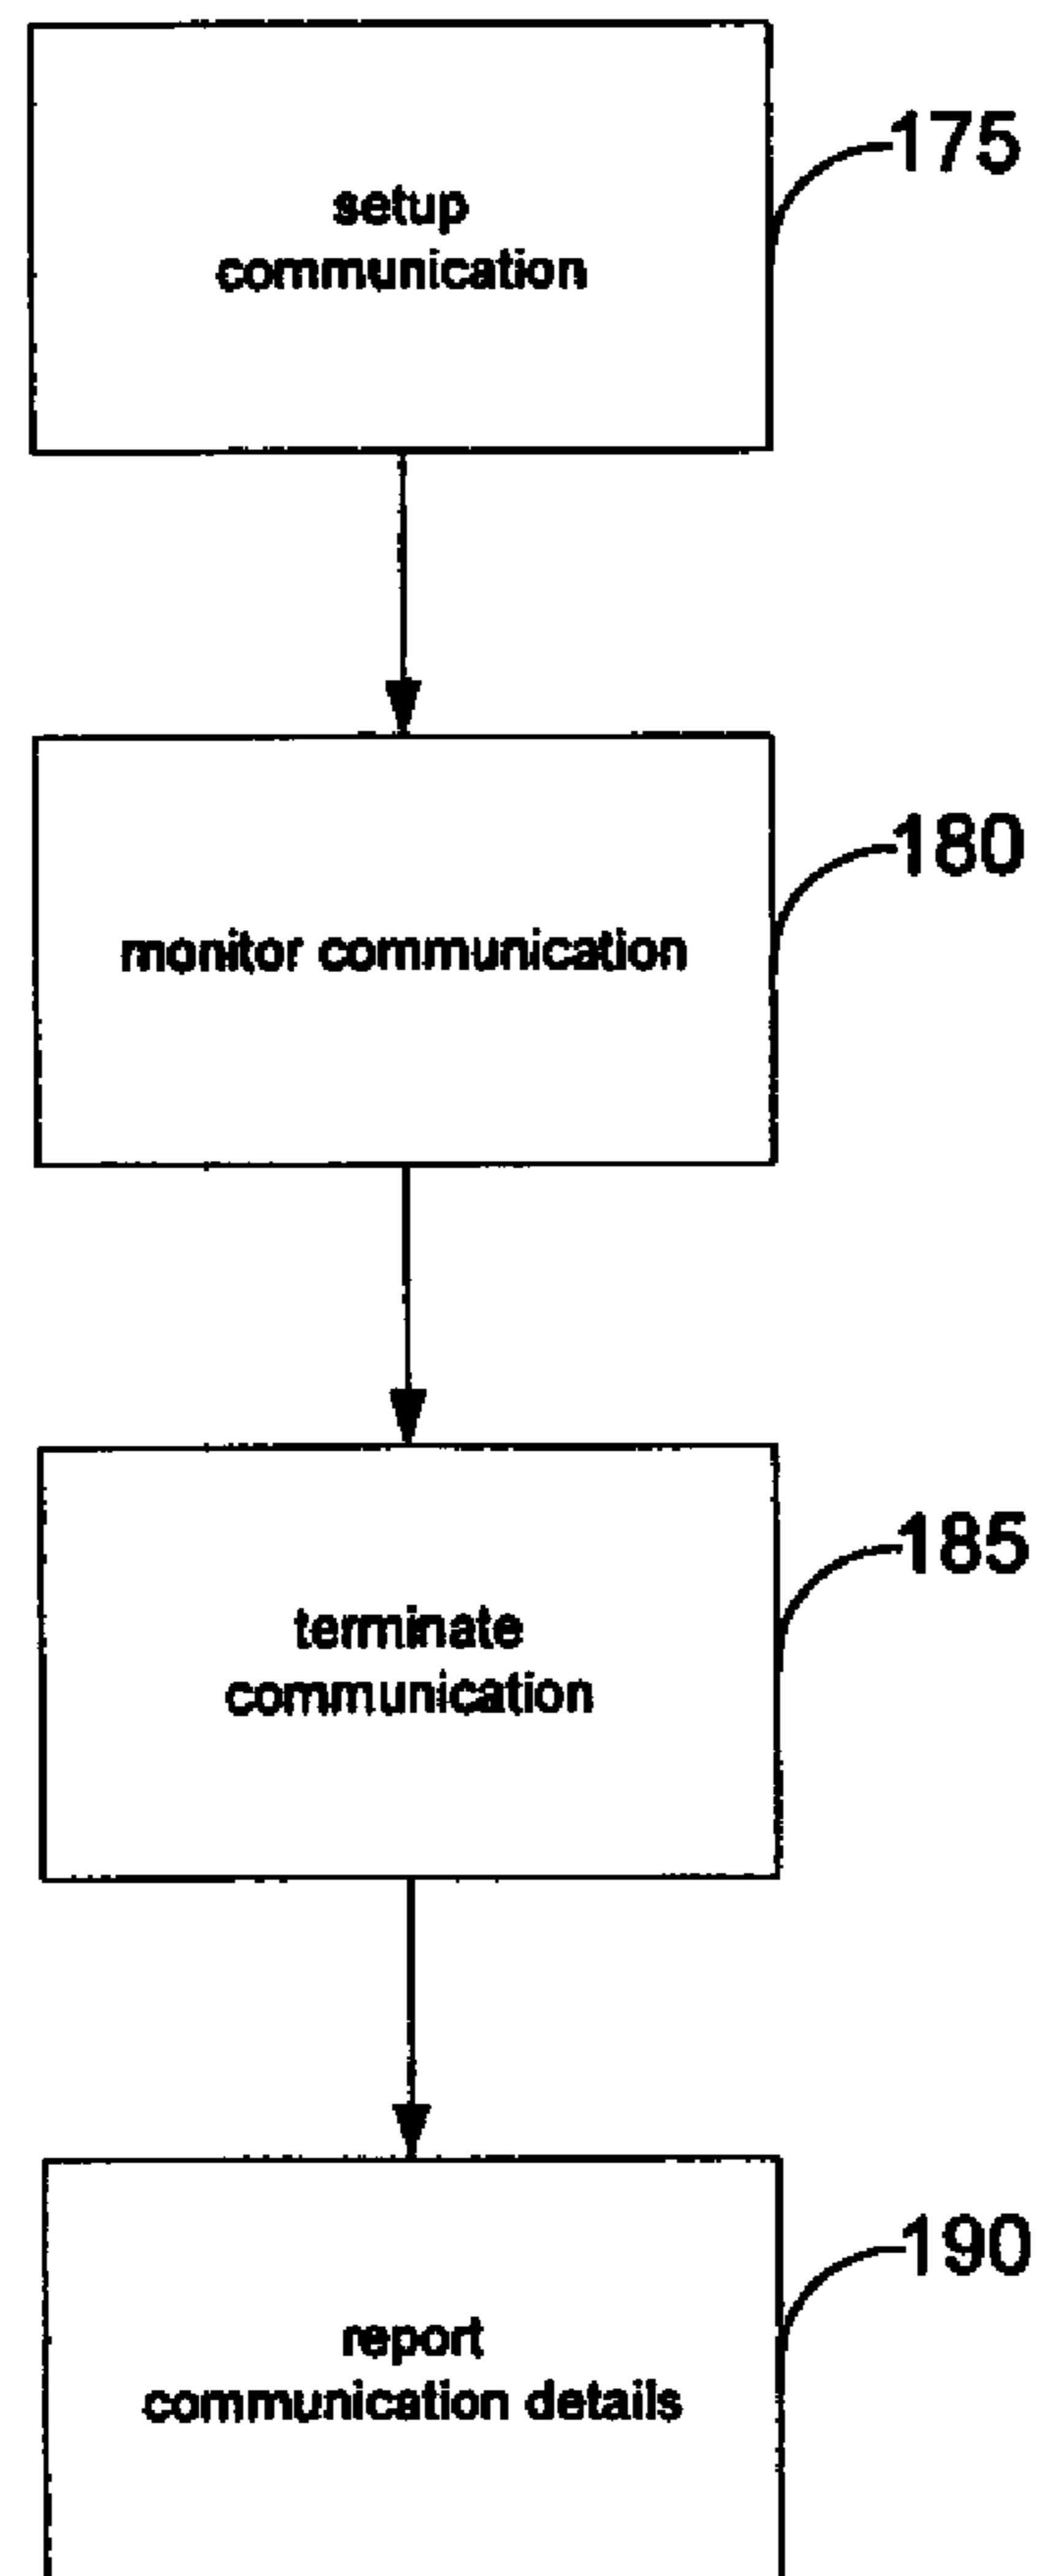 setup
communication
175
monitor communication
180
terminate
communication
185
report
communication details
190